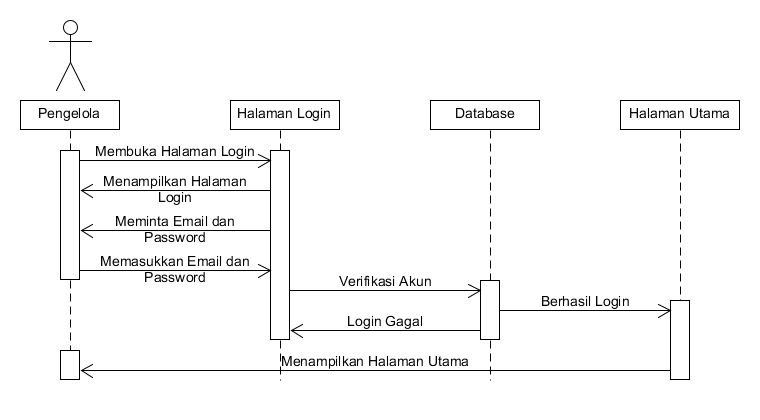 Pengelola
Halaman Login
Database
Halaman Utama
Membuka Halaman Login
Menampilkan Halaman
Login
Meminta Email dan
Password
Memasukkan Email dan
Password
Verifikasi Akun
Berhasil Login
Login Gagal
Menampilkan Halaman Utama